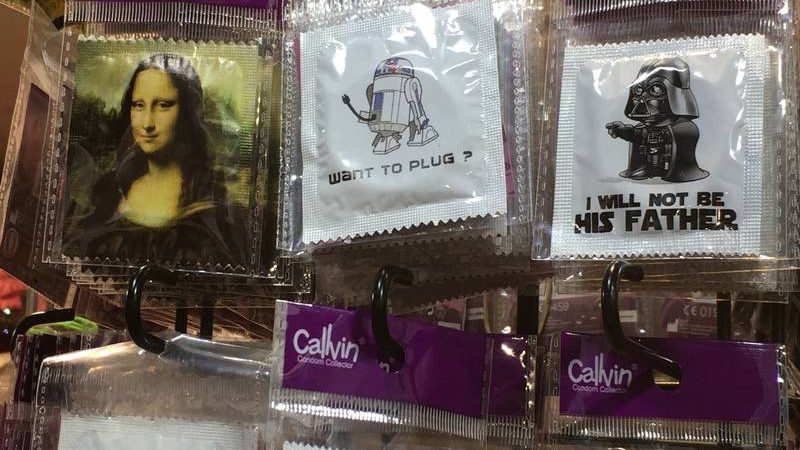 WANT TO PLUG ?
I WILL NOT BE
HIS FATHER
Callvin
Condom Collector
Callvin
Condom Collector